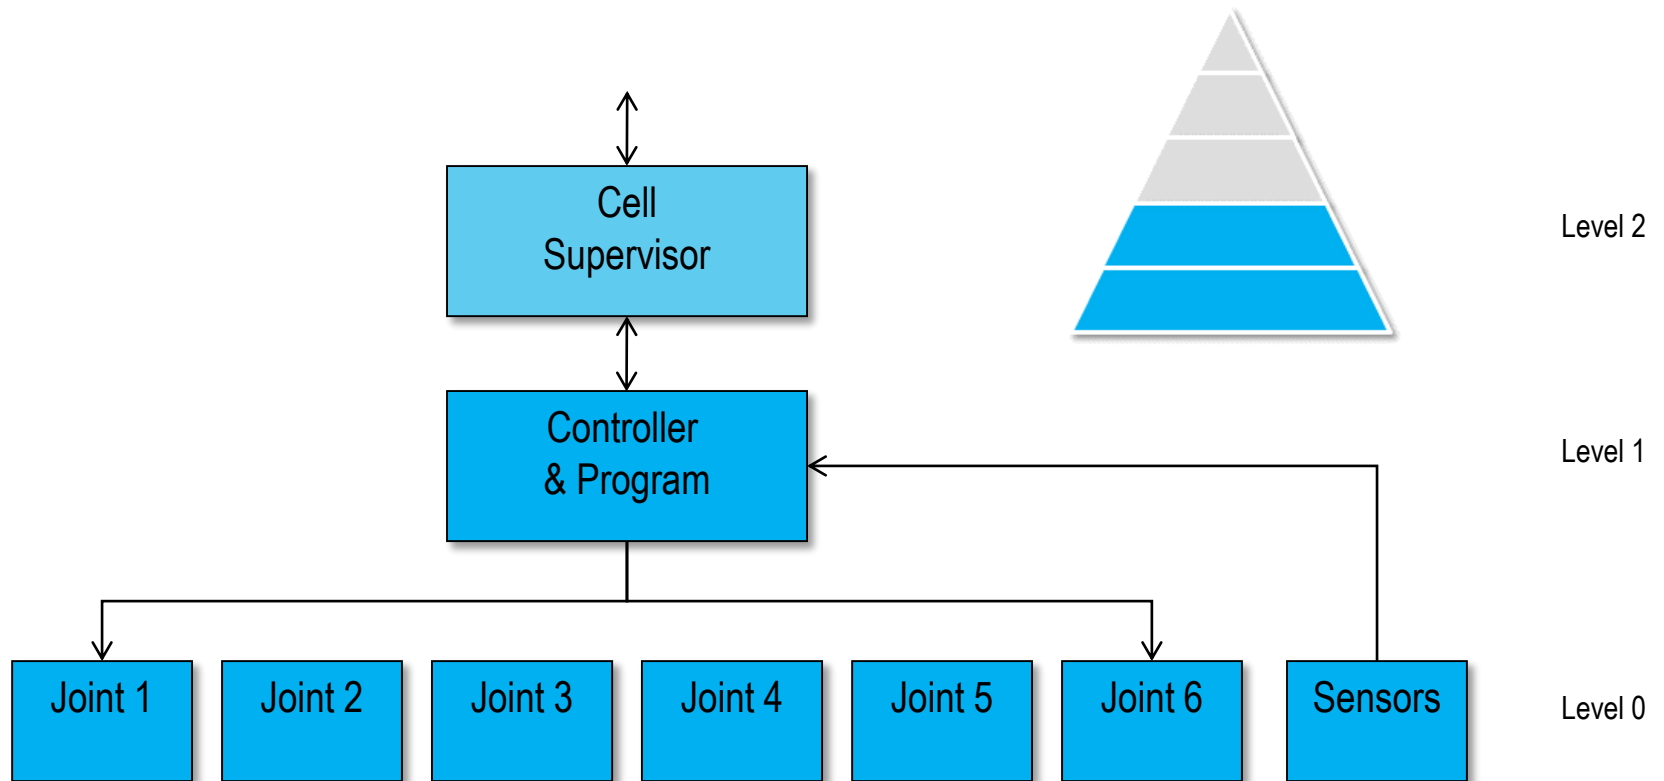 Cell
Supervisor
Level 2
Controller
& Program
Level 1
Joint 1
Joint 2
Joint 3
Joint 4
Joint 5
Joint 6
Sensors
Level 0